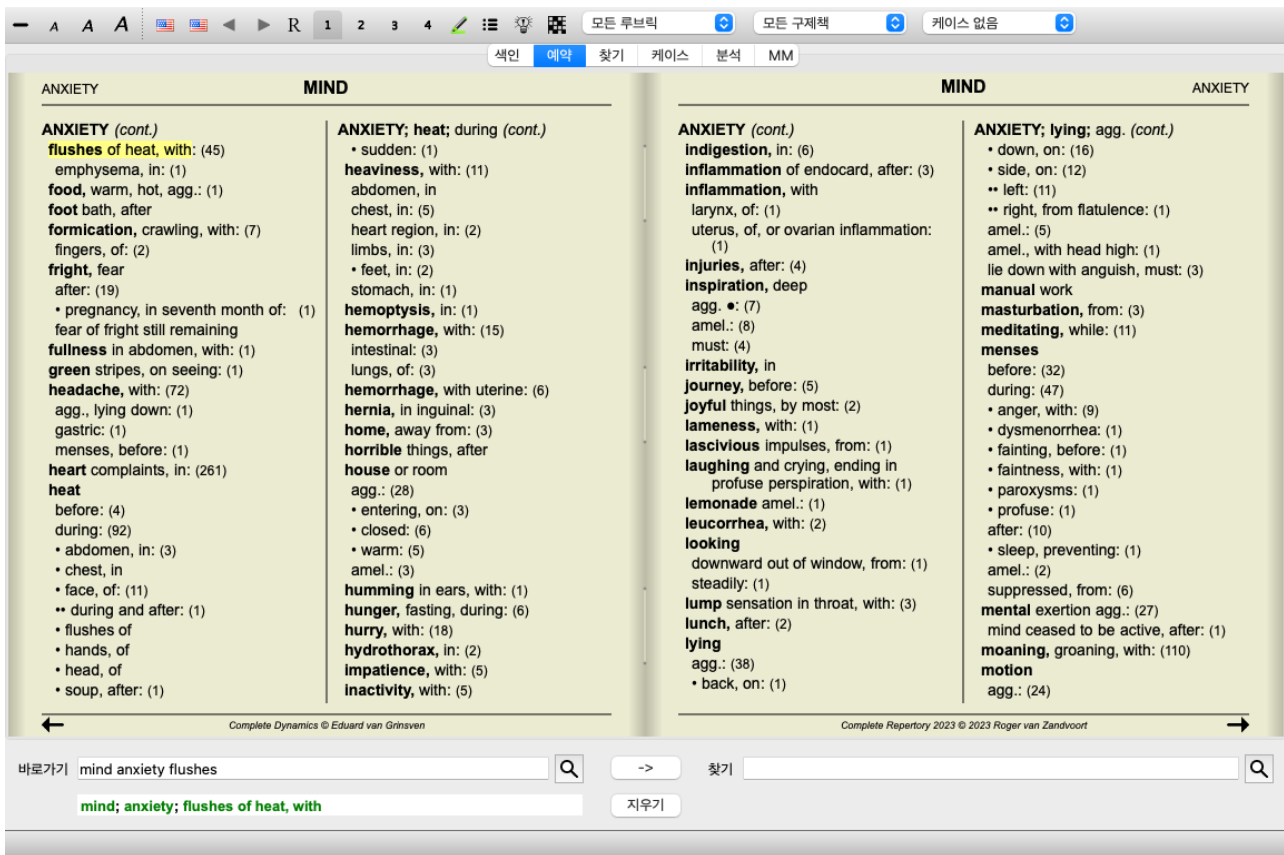 A A A R 1 2 3 4 모든 루브릭 모든 구제책 케이스 없음
색인 예약 찾기 케이스 분석 MM
ANXIETY MIND
ANXIETY (cont.)
flushes of heat, with: (45)
emphysema, in: (1)
food, warm, hot, agg.: (1)
foot bath, after
formication, crawling, with: (7)
fingers, of: (2)
fright, fear
after: (19)
• pregnancy, in seventh month of: (1)
fear of fright still remaining
fullness in abdomen, with: (1)
green stripes, on seeing: (1)
headache, with: (72)
agg., lying down: (1)
gastric: (1)
menses, before: (1)
heart complaints, in: (261)
heat
before: (4)
during: (92)
• abdomen, in: (3)
• chest, in
• face, of: (11)
•• during and after: (1)
• flushes of
• hands, of
• head, of
• soup, after: (1)
ANXIETY; heat; during (cont.)
• sudden: (1)
heaviness, with: (11)
abdomen, in
chest, in: (5)
heart region, in: (2)
limbs, in: (3)
• feet, in: (2)
stomach, in: (1)
hemoptysis, in: (1)
hemorrhage, with: (15)
intestinal: (3)
lungs, of: (3)
hemorrhage, with uterine: (6)
hernia, in inguinal: (3)
home, away from: (3)
horrible things, after
house or room
agg.: (28)
• entering, on: (3)
• closed: (6)
• warm: (5)
amel.: (3)
humming in ears, with: (1)
hunger, fasting, during: (6)
hurry, with: (18)
hydrothorax, in: (2)
impatience, with: (5)
inactivity, with: (5)
Complete Dynamics © Eduard van Grinsven
MIND ANXIETY
ANXIETY (cont.)
indigestion, in: (6)
inflammation of endocard, after: (3)
inflammation, with
larynx, of: (1)
uterus, of, or ovarian inflammation:
(1)
injuries, after: (4)
inspiration, deep
agg. ●: (7)
amel.: (8)
must: (4)
irritability, in
journey, before: (5)
joyful things, by most: (2)
lameness, with: (1)
lascivious impulses, from: (1)
laughing and crying, ending in
profuse perspiration, with: (1)
lemonade amel.: (1)
leucorrhea, with: (2)
looking
downward out of window, from: (1)
steadily: (1)
lump sensation in throat, with: (3)
lunch, after: (2)
lying
agg.: (38)
• back, on: (1)
ANXIETY; lying; agg. (cont.)
• down, on: (16)
• side, on: (12)
•• left: (11)
•• right, from flatulence: (1)
amel.: (5)
amel., with head high: (1)
lie down with anguish, must: (3)
manual work
masturbation, from: (3)
meditating, while: (11)
menses
before: (32)
during: (47)
• anger, with: (9)
• dysmenorrhea: (1)
• fainting, before: (1)
• faintness, with: (1)
• paroxysms: (1)
• profuse: (1)
after: (10)
• sleep, preventing: (1)
amel.: (2)
suppressed, from: (6)
mental exertion agg.: (27)
mind ceased to be active, after: (1)
moaning, groaning, with: (110)
motion
agg.: (24)
Complete Repertory 2023 © 2023 Roger van Zandvoort
바로가기 mind anxiety flushes -> 찾기
mind; anxiety; flushes of heat, with 지우기